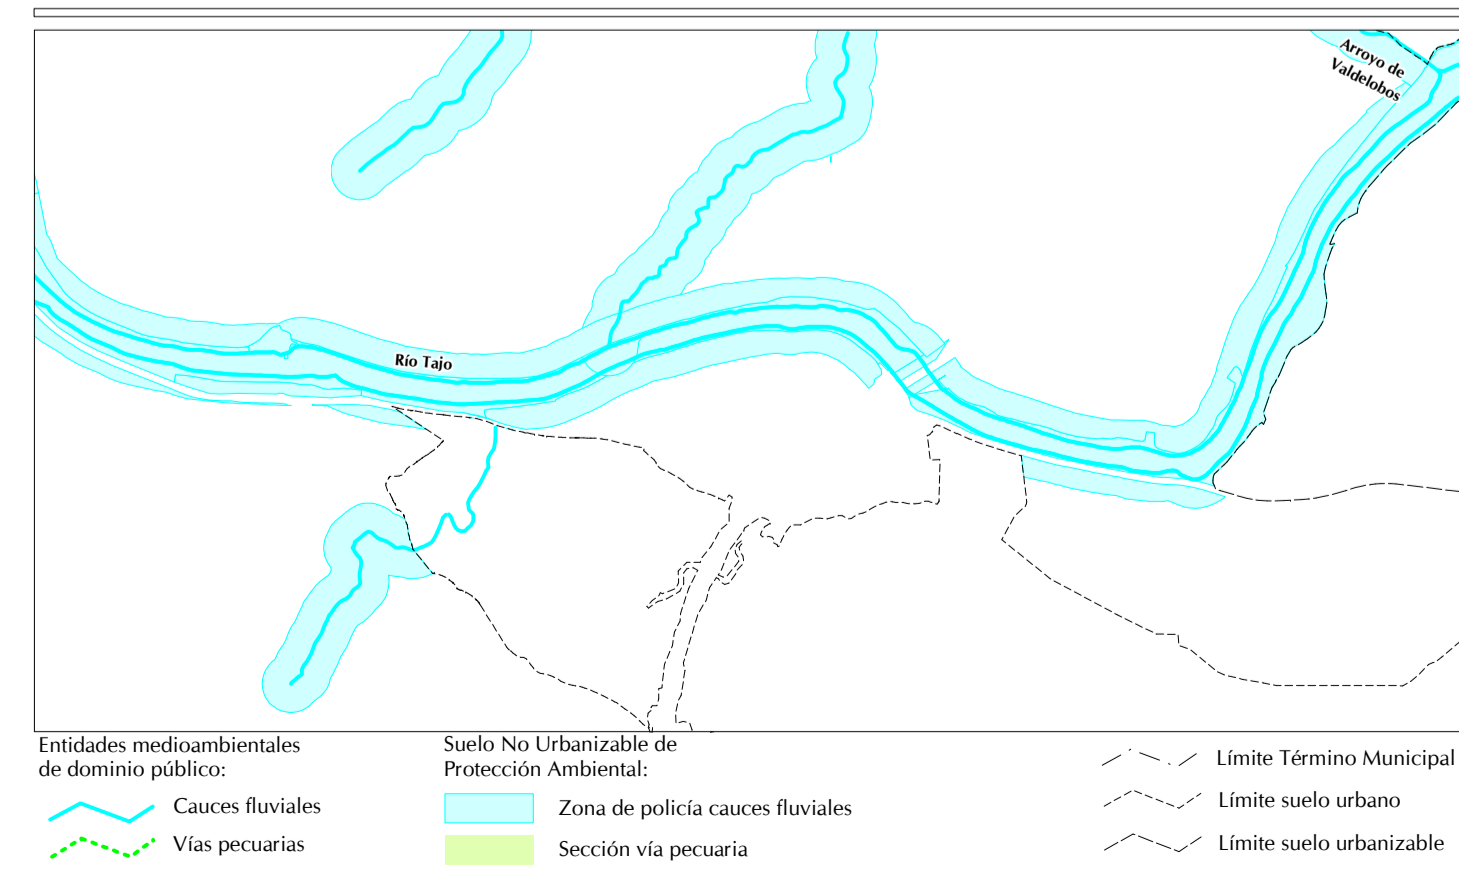 Arroyo de
Valdelobos
Río Tajo
Entidades medioambientales
de dominio público:
Cauces fluviales
Vías pecuarias
Suelo No Urbanizable de
Protección Ambiental:
Zona de policía cauces fluviales
Sección vía pecuaria
Límite Término Municipal
Límite suelo urbano
Límite suelo urbanizable